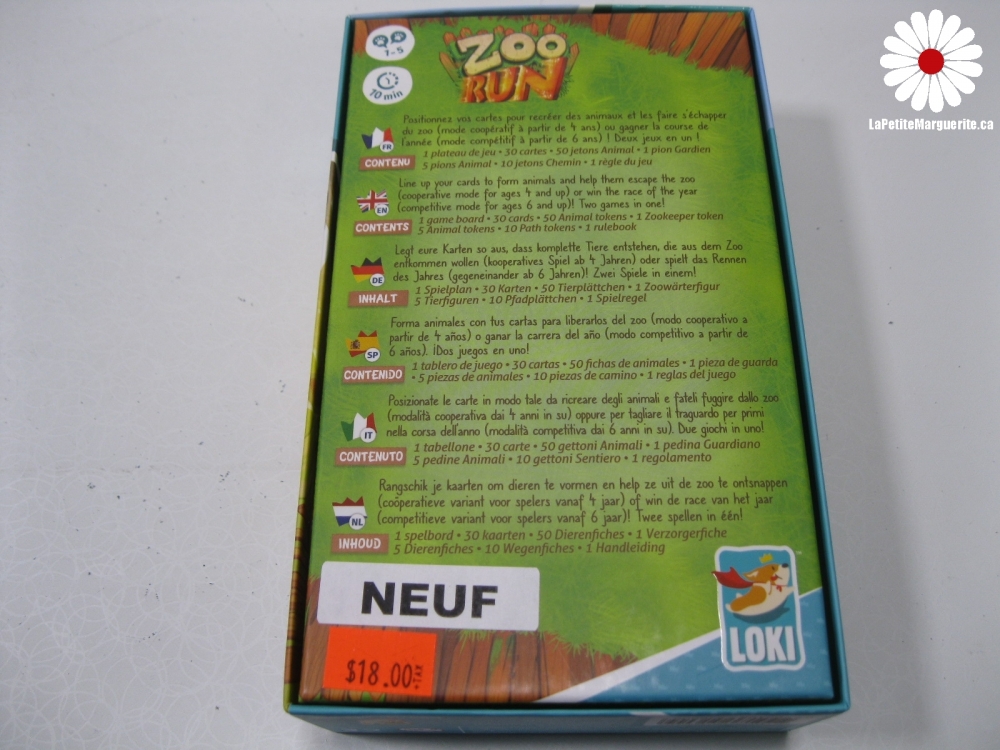 LaPetiteMarguerite.ca
ZOO
RUN
1-5
10 min
Positionnez vos cartes pour recréer des animaux et les faire s'échapper
du zoo (mode coopératif à partir de 4 ans) ou gagner la course de
l'année (mode compétitif à partir de 6 ans) ! Deux jeux en un !
FR
CONTENU
1 plateau de jeu • 30 cartes • 50 jetons Animal • 1 pion Gardien
5 pions Animal • 10 jetons Chemin • 1 règle du jeu
Line up your cards to form animals and help them escape the zoo
(cooperative mode for ages 4 and up) or win the race of the year
(competitive mode for ages 6 and up)! Two games in one!
EN
CONTENTS
1 game board • 30 cards • 50 Animal tokens • 1 Zookeeper token
5 Animal tokens • 10 Path tokens • 1 rulebook
Legt eure Karten so aus, dass komplette Tiere entstehen, die aus dem Zoo
entkommen wollen (kooperatives Spiel ab 4 Jahren) oder spielt das Rennen
des Jahres (gegeneinander ab 6 Jahren)! Zwei Spiele in einem!
DE
INHALT
1 Spielplan • 30 Karten • 50 Tierplättchen • 1 Zoowärterfigur
5 Tierfiguren • 10 Pfadplättchen • 1 Spielregel
Forma animales con tus cartas para liberarlos del zoo (modo cooperativo a
partir de 4 años) o ganar la carrera del año (modo competitivo a partir de
6 años). ¡Dos juegos en uno!
SP
CONTENIDO
1 tablero de juego • 30 cartas • 50 fichas de animales • 1 pieza de guarda
• 5 piezas de animales • 10 piezas de camino • 1 reglas del juego
Posizionate le carte in modo tale da ricreare degli animali e fateli fuggire dallo zoo
(modalità cooperativa dai 4 anni in su) oppure per tagliare il traguardo per primi
nella corsa dell'anno (modalità competitiva dai 6 anni in su). Due giochi in uno!
IT
CONTENUTO
1 tabellone • 30 carte • 50 gettoni Animali • 1 pedina Guardiano
5 pedine Animali • 10 gettoni Sentiero • 1 regolamento
Rangschik je kaarten om dieren te vormen en help ze uit de zoo te ontsnappen
(coöperatieve variant voor spelers vanaf 4 jaar) of win de race van het jaar
(competitieve variant voor spelers vanaf 6 jaar)! Twee spellen in één!
NL
INHOUD
1 spelbord • 30 kaarten • 50 Dierenfiches • 1 Verzorgerfiche
5 Dierenfiches • 10 Wegenfiches • 1 Handleiding
NEUF
$18.00+TAX
LOKI